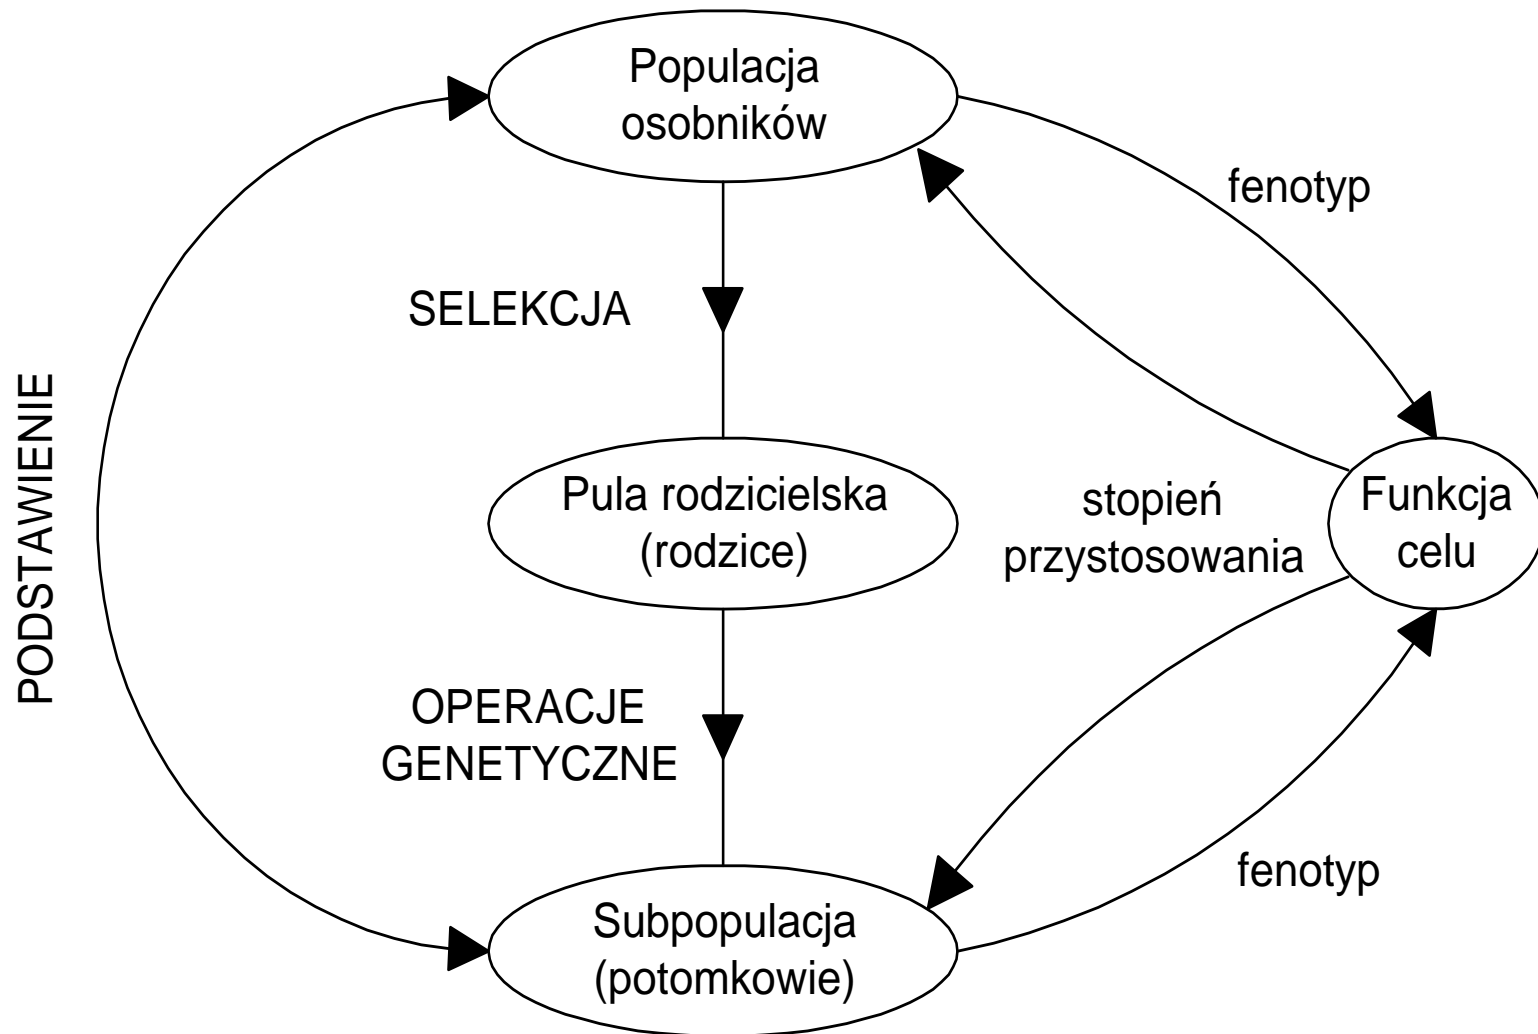 Populacja
osobników
fenotyp
SELEKCJA
PODSTAWIENIE
Pula rodzicielska
(rodzice)
stopień
przystosowania
Funkcja
celu
OPERACJE
GENETYCZNE
fenotyp
Subpopulacja
(potomkowie)